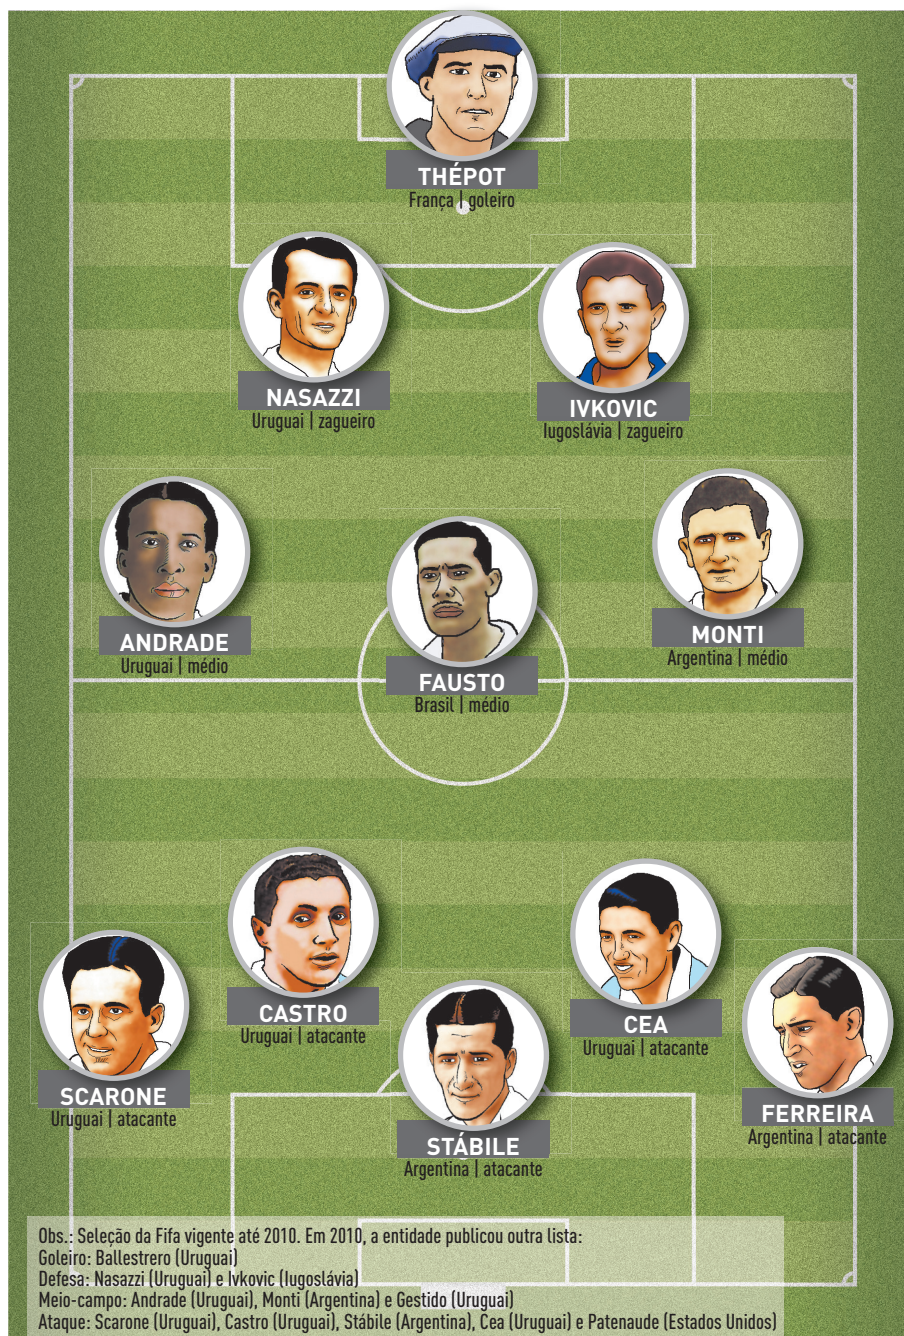 THÉPOT
França | goleiro
NASAZZI
Uruguai | zagueiro
IVKOVIC
Iugoslávia | zagueiro
ANDRADE
Uruguai | médio
FAUSTO
Brasil | médio
MONTI
Argentina | médio
SCARONE
Uruguai | atacante
CASTRO
Uruguai | atacante
STÁBILE
Argentina | atacante
CEA
Uruguai | atacante
FERREIRA
Argentina | atacante
Obs.: Seleção da Fifa vigente até 2010. Em 2010, a entidade publicou outra lista:
Goleiro: Ballestrero (Uruguai)
Defesa: Nasazzi (Uruguai) e Ivkovic (Iugoslávia)
Meio-campo: Andrade (Uruguai), Monti (Argentina) e Gestido (Uruguai)
Ataque: Scarone (Uruguai), Castro (Uruguai), Stábile (Argentina), Cea (Uruguai) e Patenaude (Estados Unidos)